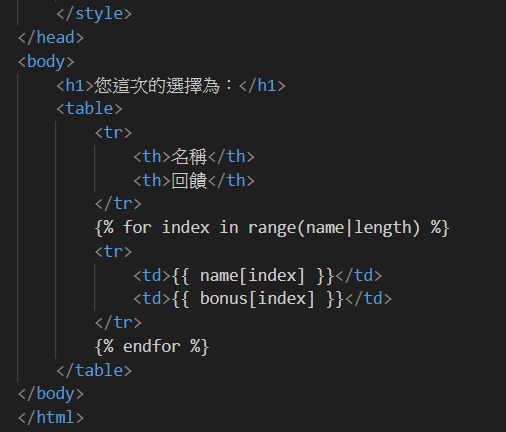 </style>
</head>
<body>
<h1>您這次的選擇為：</h1>
<table>
<tr>
<th>名稱</th>
<th>回饋</th>
</tr>
{% for index in range(name|length) %}
<tr>
<td>{{ name[index] }}</td>
<td>{{ bonus[index] }}</td>
</tr>
{% endfor %}
</table>
</body>
</html>